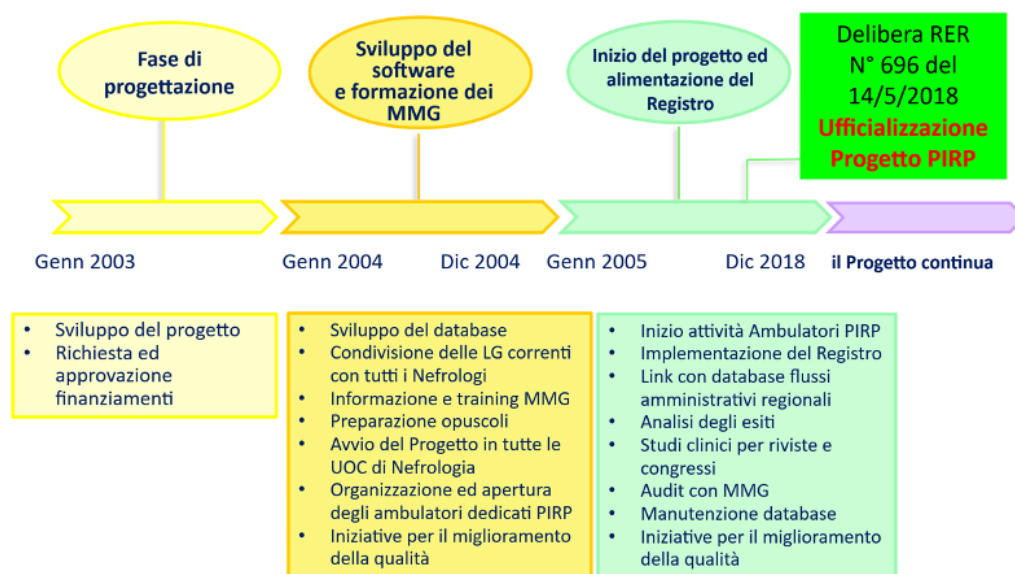 Fase di
progettazione
Sviluppo del
software
e formazione dei
MMG
Inizio del progetto ed
alimentazione del
Registro
Delibera RER
N° 696 del
14/5/2018
Ufficializzazione
Progetto PIRP
Genn 2003
Genn 2004
Dic 2004
Genn 2005
Dic 2018
il Progetto continua
• Sviluppo del progetto
• Richiesta ed
approvazione
finanziamenti
• Sviluppo del database
• Condivisione delle LG correnti
con tutti i Nefrologi
• Informazione e training MMG
• Preparazione opuscoli
• Avvio del Progetto in tutte le
UOC di Nefrologia
• Organizzazione ed apertura
degli ambulatori dedicati PIRP
• Iniziative per il miglioramento
della qualità
• Inizio attività Ambulatori PIRP
• Implementazione del Registro
• Link con database flussi
amministrativi regionali
• Analisi degli esiti
• Studi clinici per riviste e
congressi
• Audit con MMG
• Manutenzione database
• Iniziative per il miglioramento
della qualità